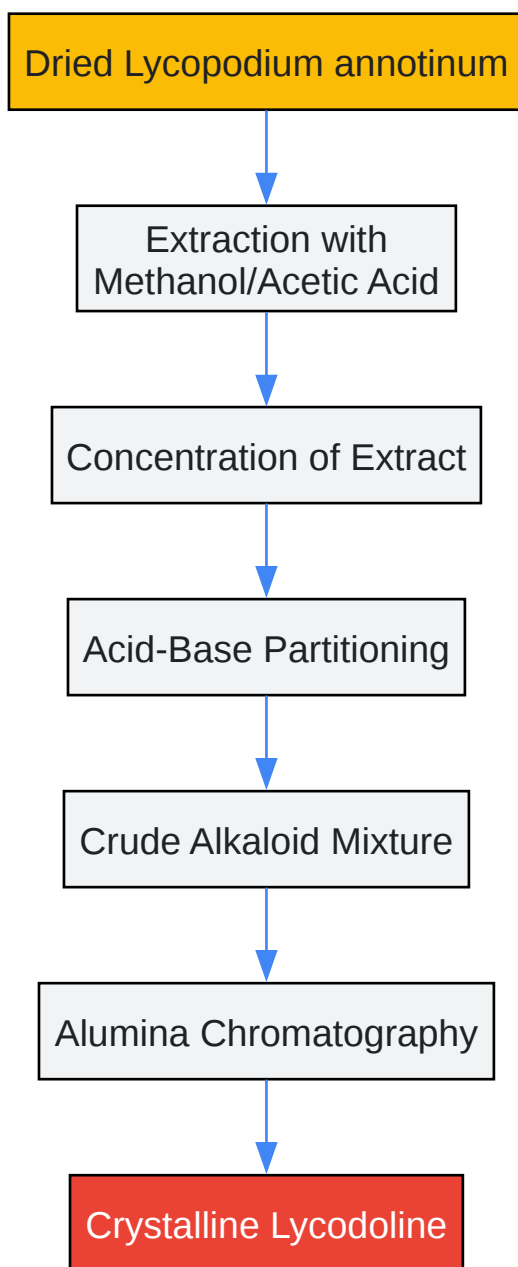 Dried Lycopodium annotinum
Extraction with
Methanol/Acetic Acid
Concentration of Extract
Acid-Base Partitioning
Crude Alkaloid Mixture
Alumina Chromatography
Crystalline Lycodoline